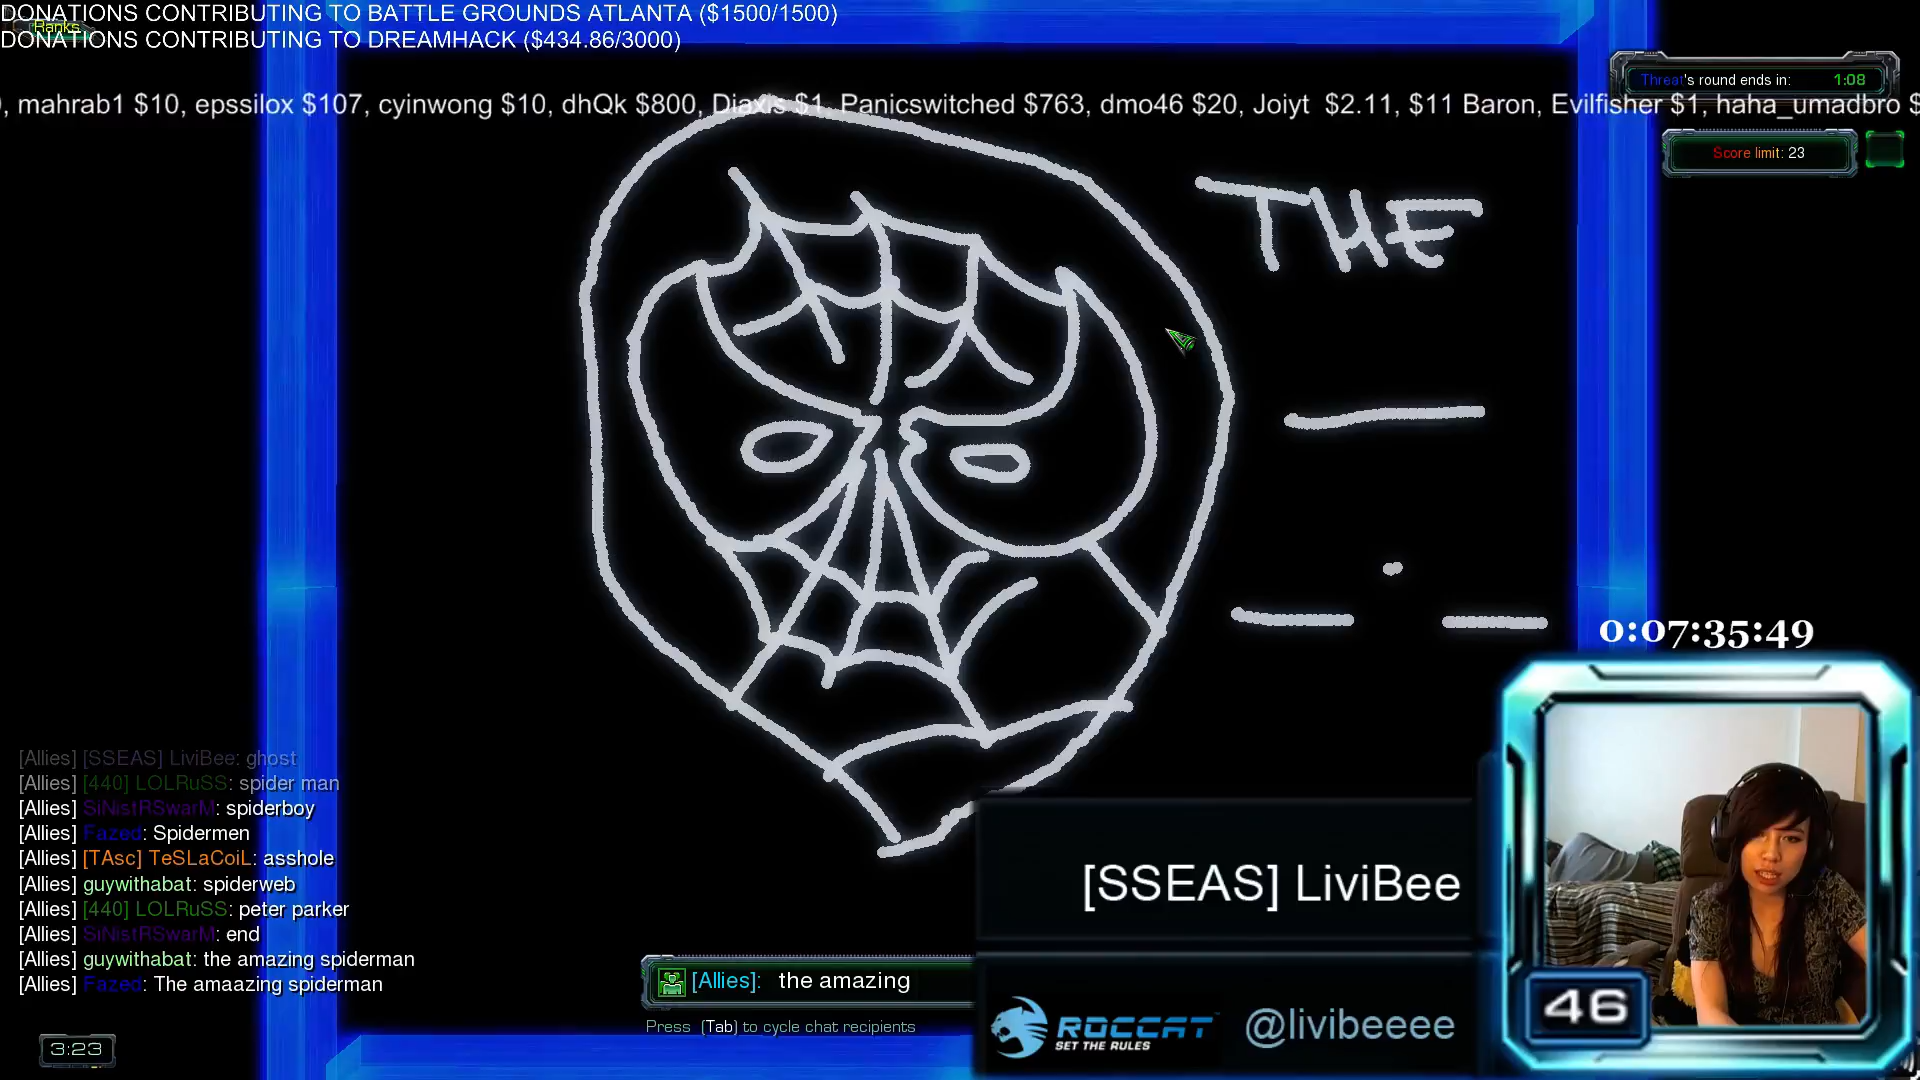 DONATIONS CONTRIBUTING TO BATTLE GROUNDS ATLANTA ($1500/1500)
Ranks
DONATIONS CONTRIBUTING TO DREAMHACK ($434.86/3000)
Threat's round ends in: 1:08
, mahrab1 $10, epssilox $107, cyinwong $10, dhQk $800, Diaxis $1, Panicswitched $763, dmo46 $20, Joiyt $2.11, $11 Baron, Evilfisher $1, haha_umadbro $
Score limit: 23
THE
0:07:35:49
[Allies] [SSEAS] LiviBee: ghost
[Allies] [440] LOLRuSS: spider man
[Allies] SiNistRSwarM: spiderboy
[Allies] Fazed: Spidermen
[Allies] [TAsc] TeSLaCoiL: asshole
[Allies] guywithabat: spiderweb
[Allies] [440] LOLRuSS: peter parker
[Allies] SiNistRSwarM: end
[Allies] guywithabat: the amazing spiderman
[Allies] Fazed: The amaazing spiderman
[SSEAS] LiviBee
[Allies]: the amazing
Press (Tab) to cycle chat recipients
ROCCAT
SET THE RULES
@livibeeee
46
3:23